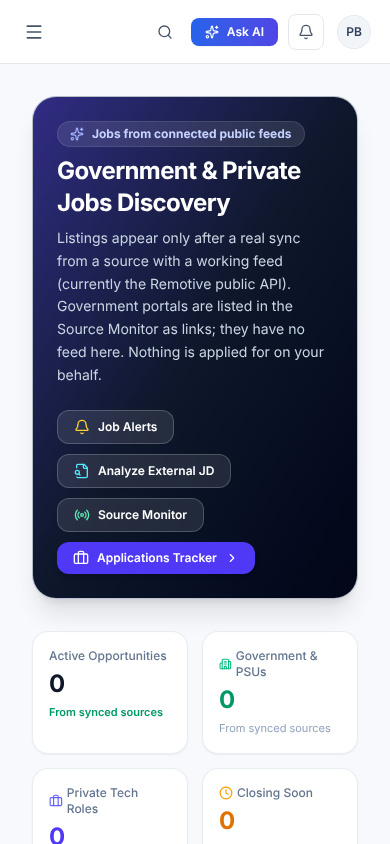 Ask AI
PB
Jobs from connected public feeds
Government & Private
Jobs Discovery
Listings appear only after a real sync
from a source with a working feed
(currently the Remotive public API).
Government portals are listed in the
Source Monitor as links; they have no
feed here. Nothing is applied for on your
behalf.
Job Alerts
Analyze External JD
Source Monitor
Applications Tracker
Active Opportunities
0
From synced sources
Government &
PSUs
0
From synced sources
Private Tech
Roles
0
Closing Soon
0